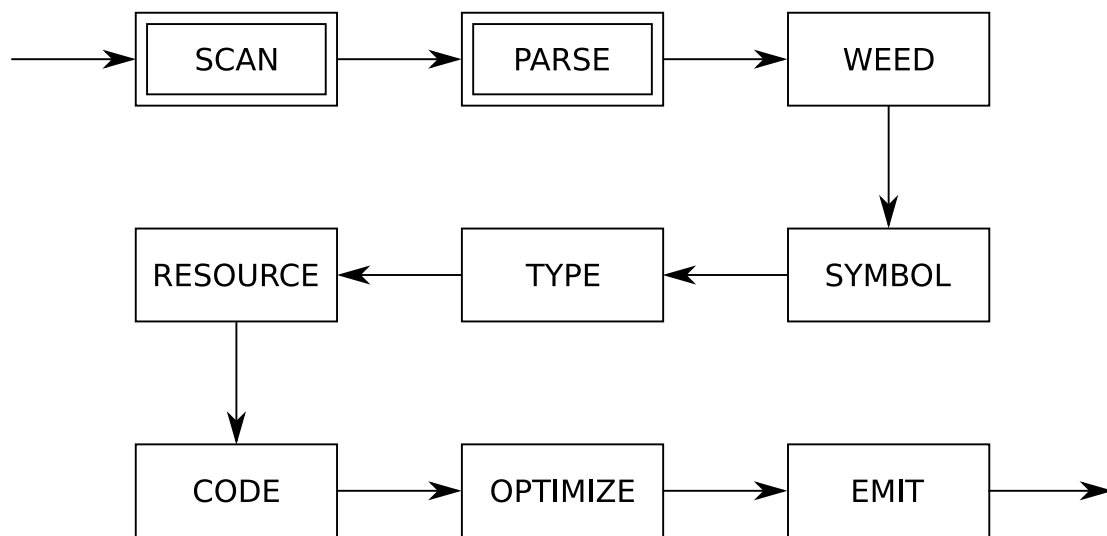 SCAN
PARSE
WEED
SYMBOL
TYPE
RESOURCE
CODE
OPTIMIZE
EMIT